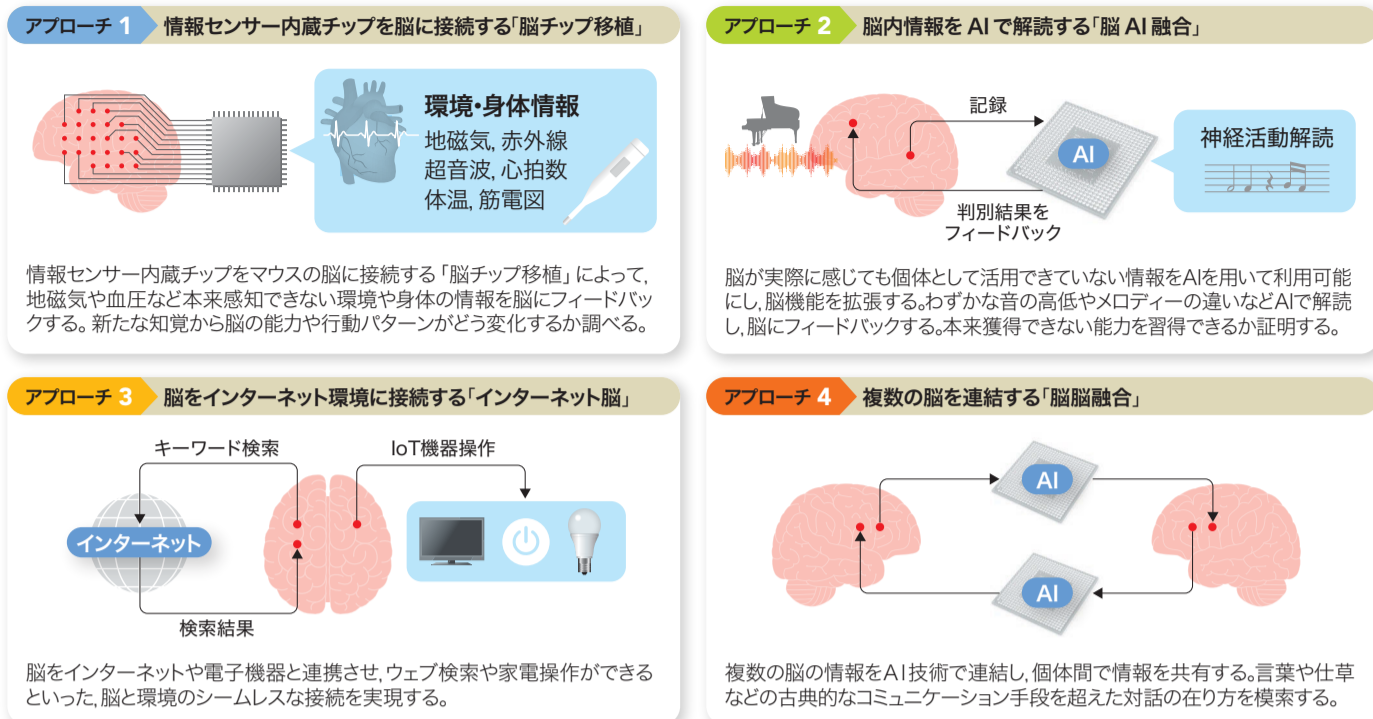 アプローチ 1 情報センサー内蔵チップを脳に接続する「脳チップ移植」
環境・身体情報
地磁気, 赤外線
超音波, 心拍数
体温, 筋電図
情報センサー内蔵チップをマウスの脳に接続する「脳チップ移植」によって,
地磁気や血圧など本来感知できない環境や身体の情報を脳にフィードバッ
クする。新たな知覚から脳の能力や行動パターンがどう変化するか調べる。
アプローチ 2 脳内情報を AI で解読する「脳 AI 融合」
記録
AI
神経活動解読
判別結果を
フィードバック
脳が実際に感じても個体として活用できていない情報をAIを用いて利用可能
にし, 脳機能を拡張する。わずかな音の高低やメロディーの違いなどAIで解読
し, 脳にフィードバックする。本来獲得できない能力を習得できるか証明する。
アプローチ 3 脳をインターネット環境に接続する「インターネット脳」
キーワード検索
IoT機器操作
インターネット
検索結果
脳をインターネットや電子機器と連携させ, ウェブ検索や家電操作ができる
といった, 脳と環境のシームレスな接続を実現する。
アプローチ 4 複数の脳を連結する「脳脳融合」
AI
AI
複数の脳の情報をAI技術で連結し, 個体間で情報を共有する。言葉や仕草
などの古典的なコミュニケーション手段を超えた対話の在り方を模索する。